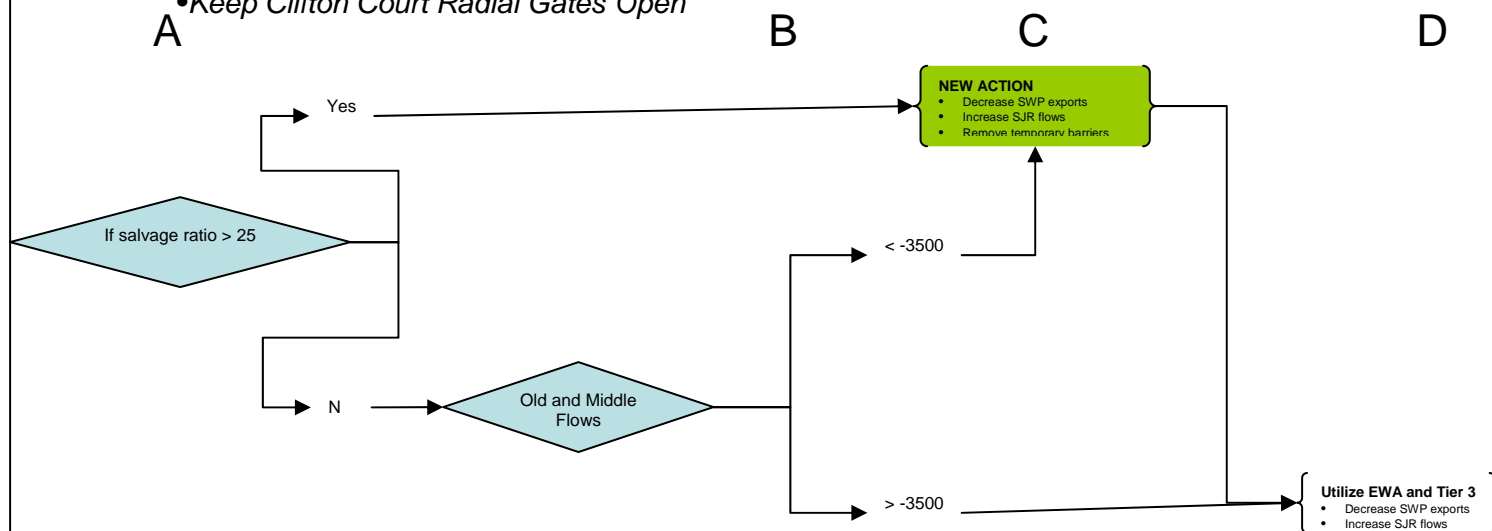 •Keep Clifton Court Radial Gates Open
A B C D
Yes
NEW ACTION
• Decrease SWP exports
• Increase SJR flows
• Remove temporary barriers
If salvage ratio > 25
< -3500
N
Old and Middle
Flows
> -3500
Utilize EWA and Tier 3
• Decrease SWP exports
• Increase SJR flows